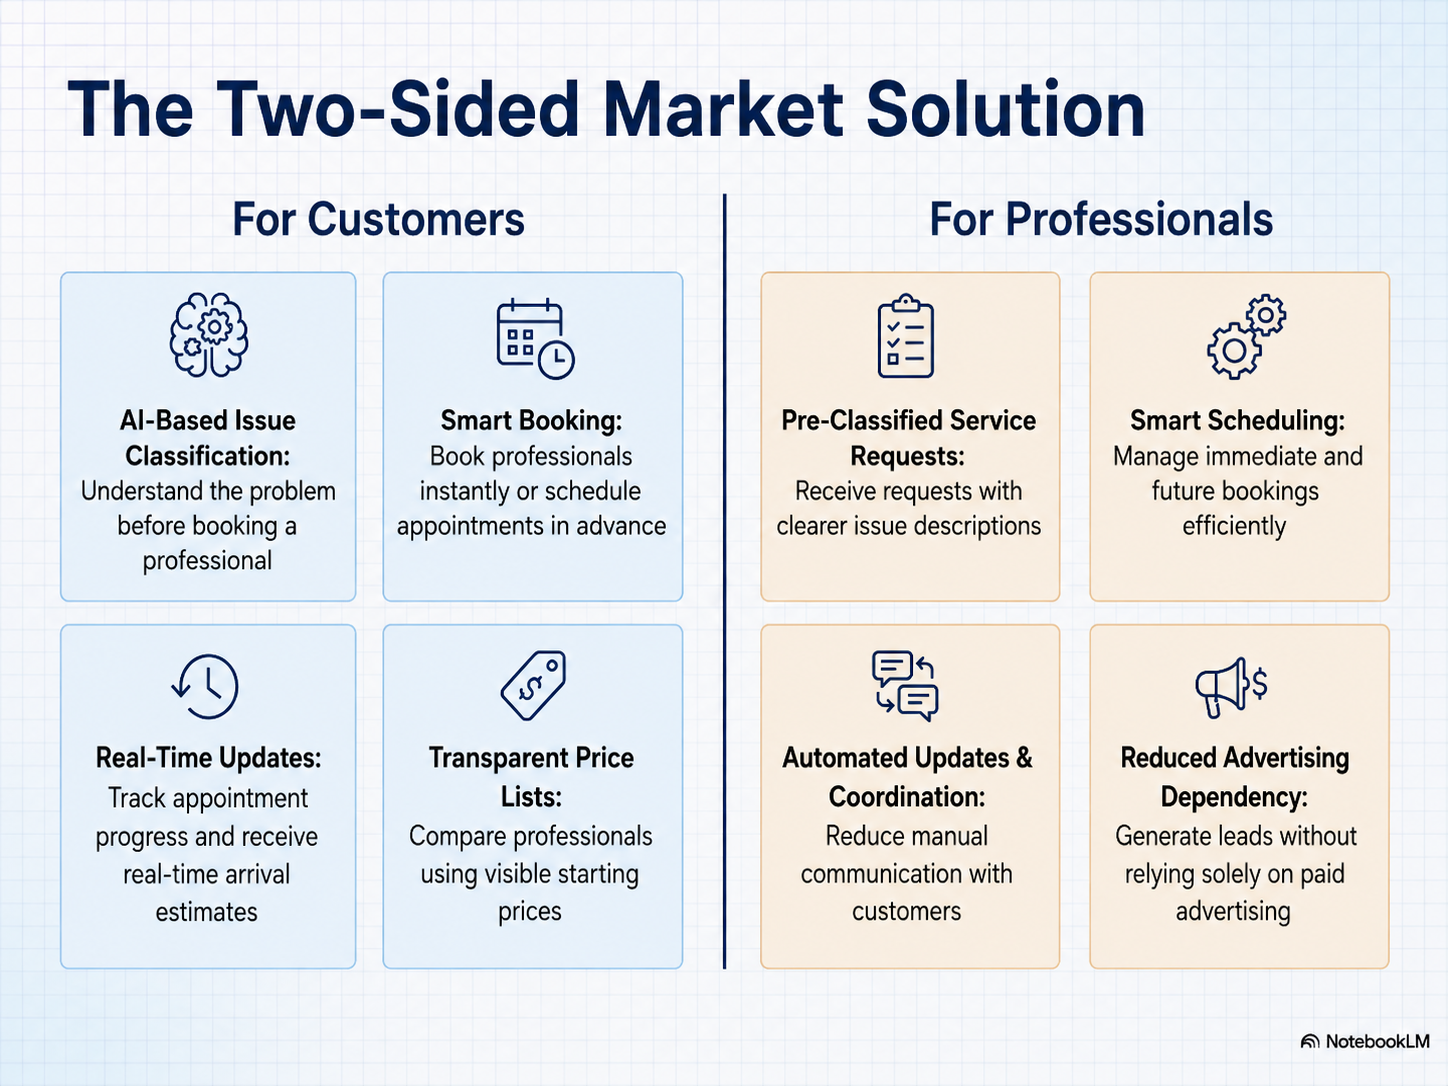 The Two-Sided Market Solution
For Customers
AI-Based Issue
Classification:
Understand the problem
before booking a
professional
Smart Booking:
Book professionals
instantly or schedule
appointments in advance
Real-Time Updates:
Track appointment
progress and receive
real-time arrival
estimates
Transparent Price
Lists:
Compare professionals
using visible starting
prices
For Professionals
Pre-Classified Service
Requests:
Receive requests with
clearer issue descriptions
Smart Scheduling:
Manage immediate and
future bookings
efficiently
Automated Updates &
Coordination:
Reduce manual
communication with
customers
Reduced Advertising
Dependency:
Generate leads without
relying solely on paid
advertising
NotebookLM